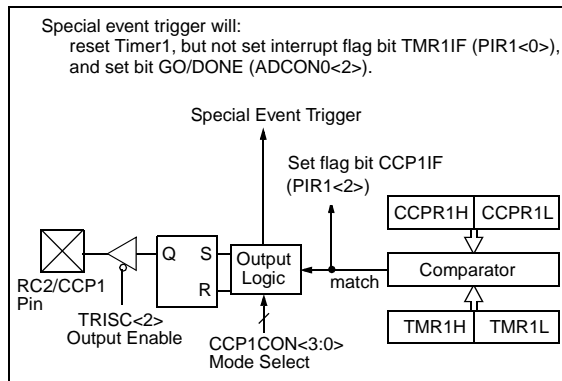 Special event trigger will:
reset Timer1, but not set interrupt flag bit TMR1IF (PIR1<0>),
and set bit GO/DONE (ADCON0<2>).
Special Event Trigger
Set flag bit CCP1IF
(PIR1<2>)
CCPR1H CCPR1L
Q S
R
Output
Logic
match
Comparator
RC2/CCP1
Pin
TRISC<2>
Output Enable
CCP1CON<3:0>
Mode Select
TMR1H TMR1L